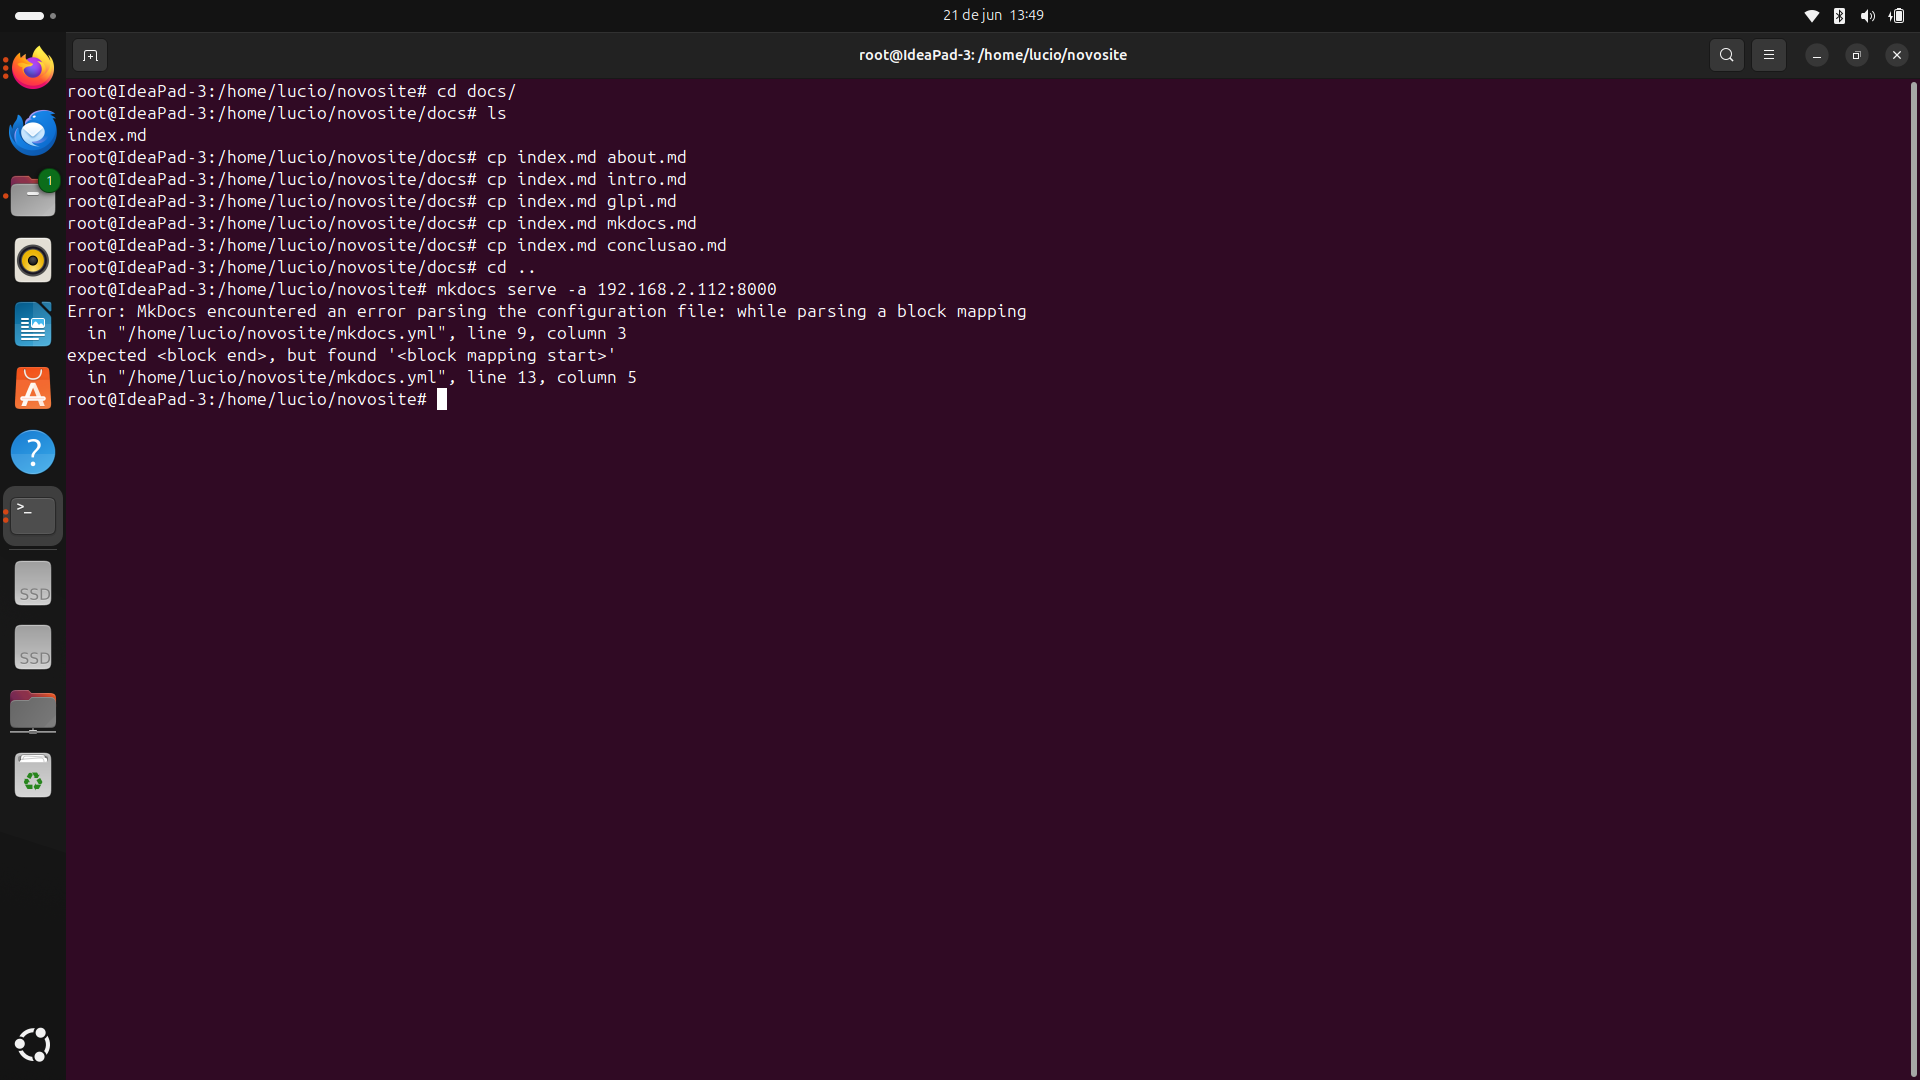 21 de jun 13:49
root@IdeaPad-3: /home/lucio/novosite
root@IdeaPad-3:/home/lucio/novosite# cd docs/
root@IdeaPad-3:/home/lucio/novosite/docs# ls
index.md
root@IdeaPad-3:/home/lucio/novosite/docs# cp index.md about.md
root@IdeaPad-3:/home/lucio/novosite/docs# cp index.md intro.md
root@IdeaPad-3:/home/lucio/novosite/docs# cp index.md glpi.md
root@IdeaPad-3:/home/lucio/novosite/docs# cp index.md mkdocs.md
root@IdeaPad-3:/home/lucio/novosite/docs# cp index.md conclusao.md
root@IdeaPad-3:/home/lucio/novosite/docs# cd ..
root@IdeaPad-3:/home/lucio/novosite# mkdocs serve -a 192.168.2.112:8000
Error: MkDocs encountered an error parsing the configuration file: while parsing a block mapping
  in "/home/lucio/novosite/mkdocs.yml", line 9, column 3
expected <block end>, but found '<block mapping start>'
  in "/home/lucio/novosite/mkdocs.yml", line 13, column 5
root@IdeaPad-3:/home/lucio/novosite#
1
?
>_
SSD
SSD